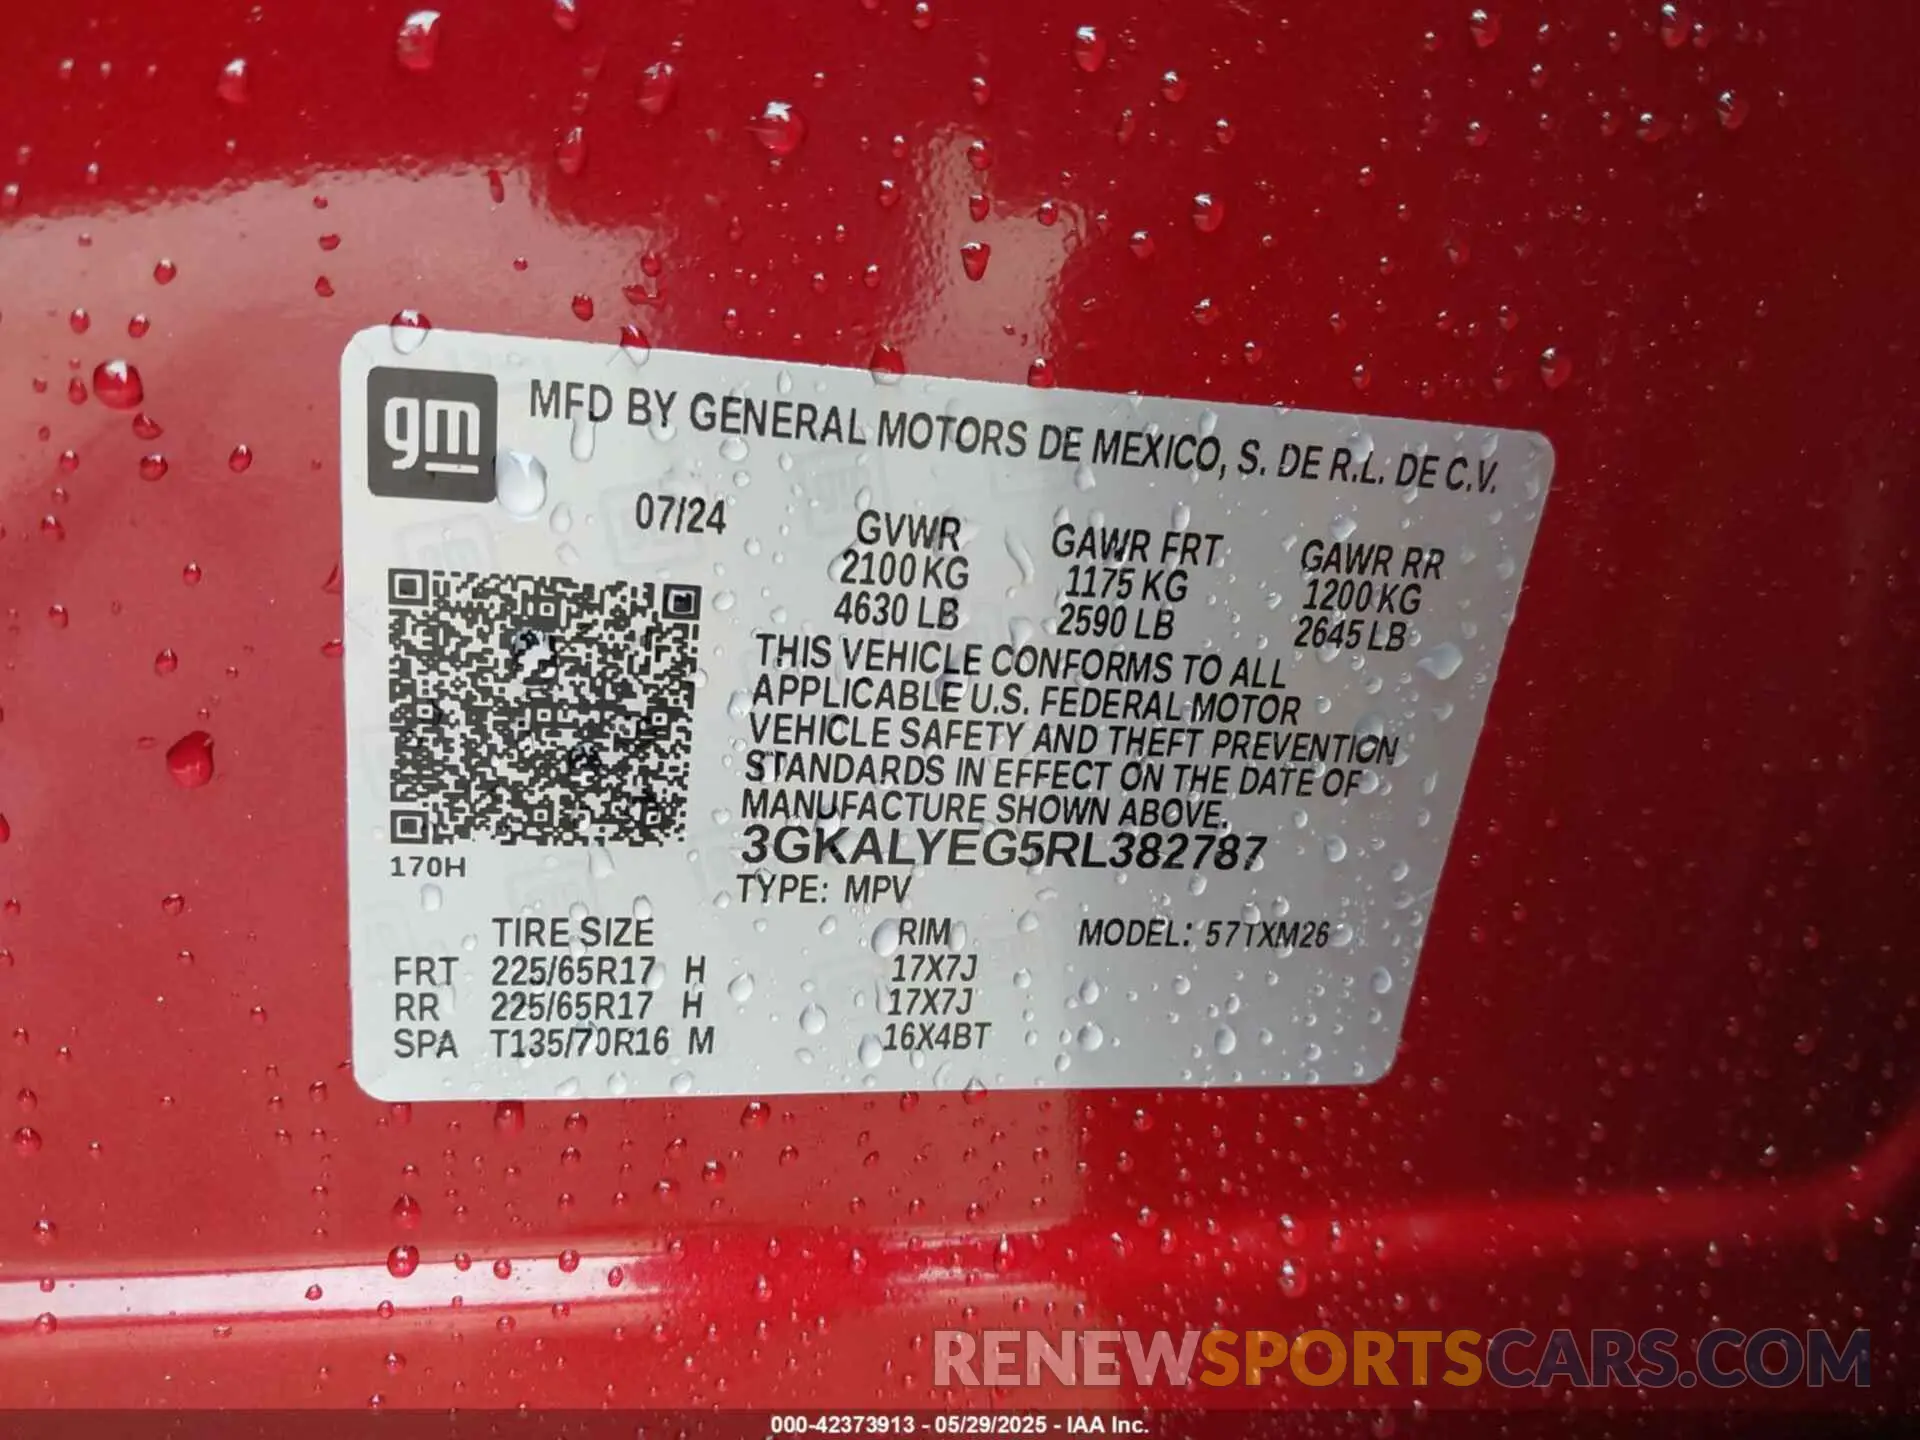 gm
MFD BY GENERAL MOTORS DE MEXICO, S. DE R.L. DE C.V.
07/24
GVWR GAWR FRT GAWR RR
2100 KG 1175 KG 1200 KG
4630 LB 2590 LB 2645 LB
THIS VEHICLE CONFORMS TO ALL
APPLICABLE U.S. FEDERAL MOTOR
VEHICLE SAFETY AND THEFT PREVENTION
STANDARDS IN EFFECT ON THE DATE OF
MANUFACTURE SHOWN ABOVE.
170H
3GKALYEG5RL382787
TYPE: MPV
TIRE SIZE RIM MODEL: 57TXM26
FRT 225/65R17 H 17X7J
RR 225/65R17 H 17X7J
SPA T135/70R16 M 16X4BT
RENEWSPORTSCARS.COM
000-42373913 - 05/29/2025 - IAA Inc.